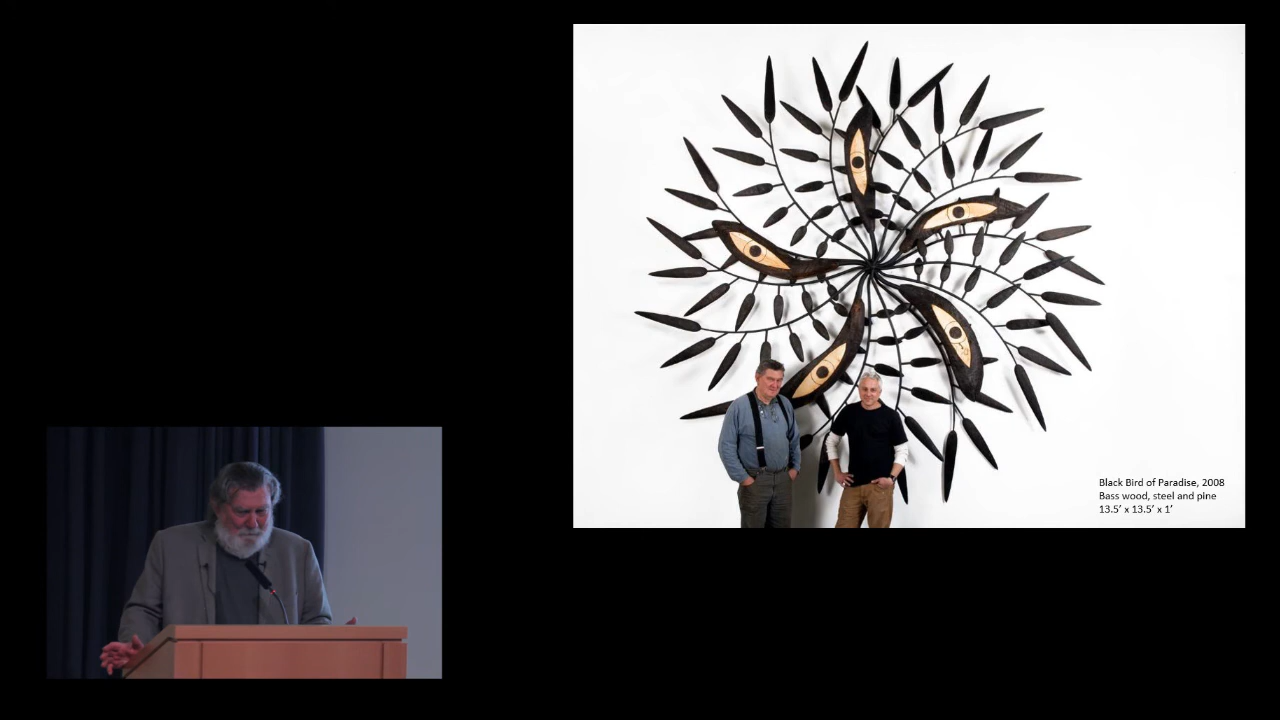 Black Bird of Paradise, 2008
Bass wood, steel and pine
13.5’ x 13.5’ x 1’